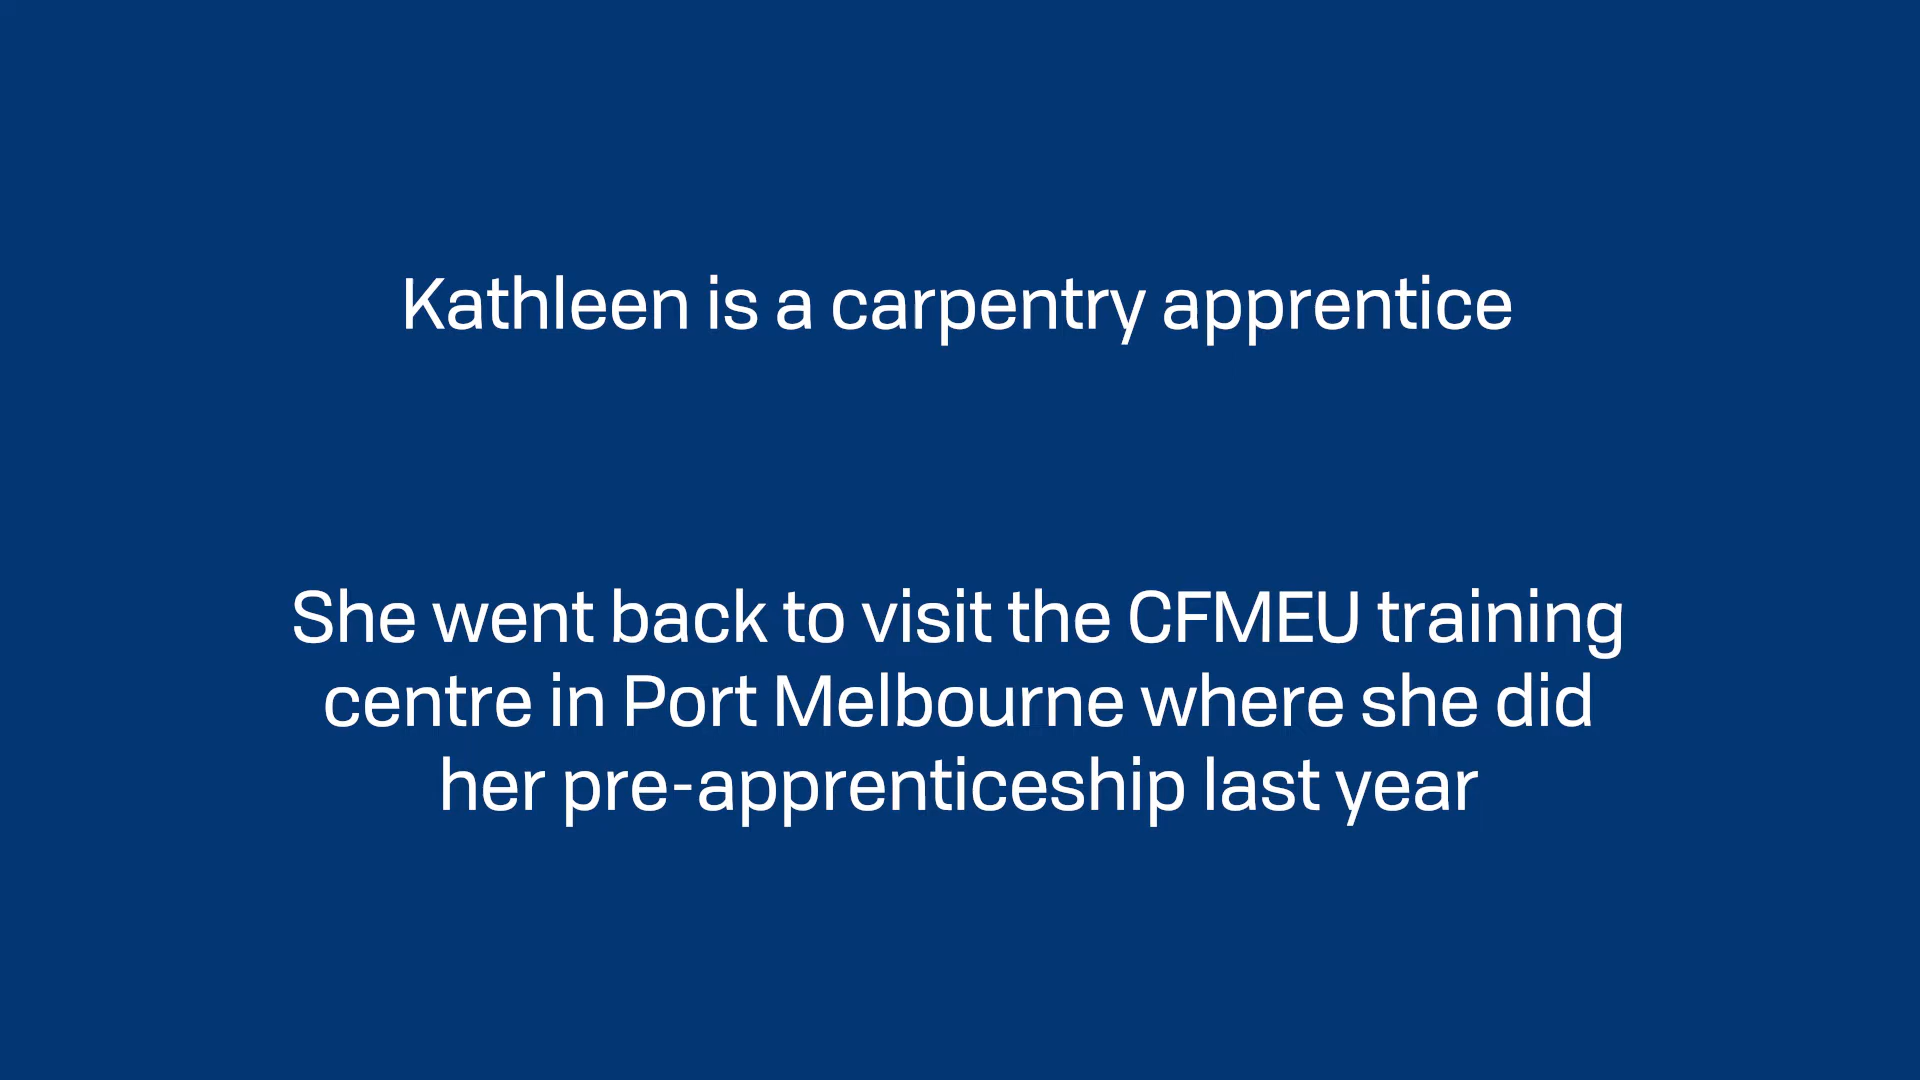 Kathleen is a carpentry apprentice
She went back to visit the CFMEU training
centre in Port Melbourne where she did
her pre-apprenticeship last year